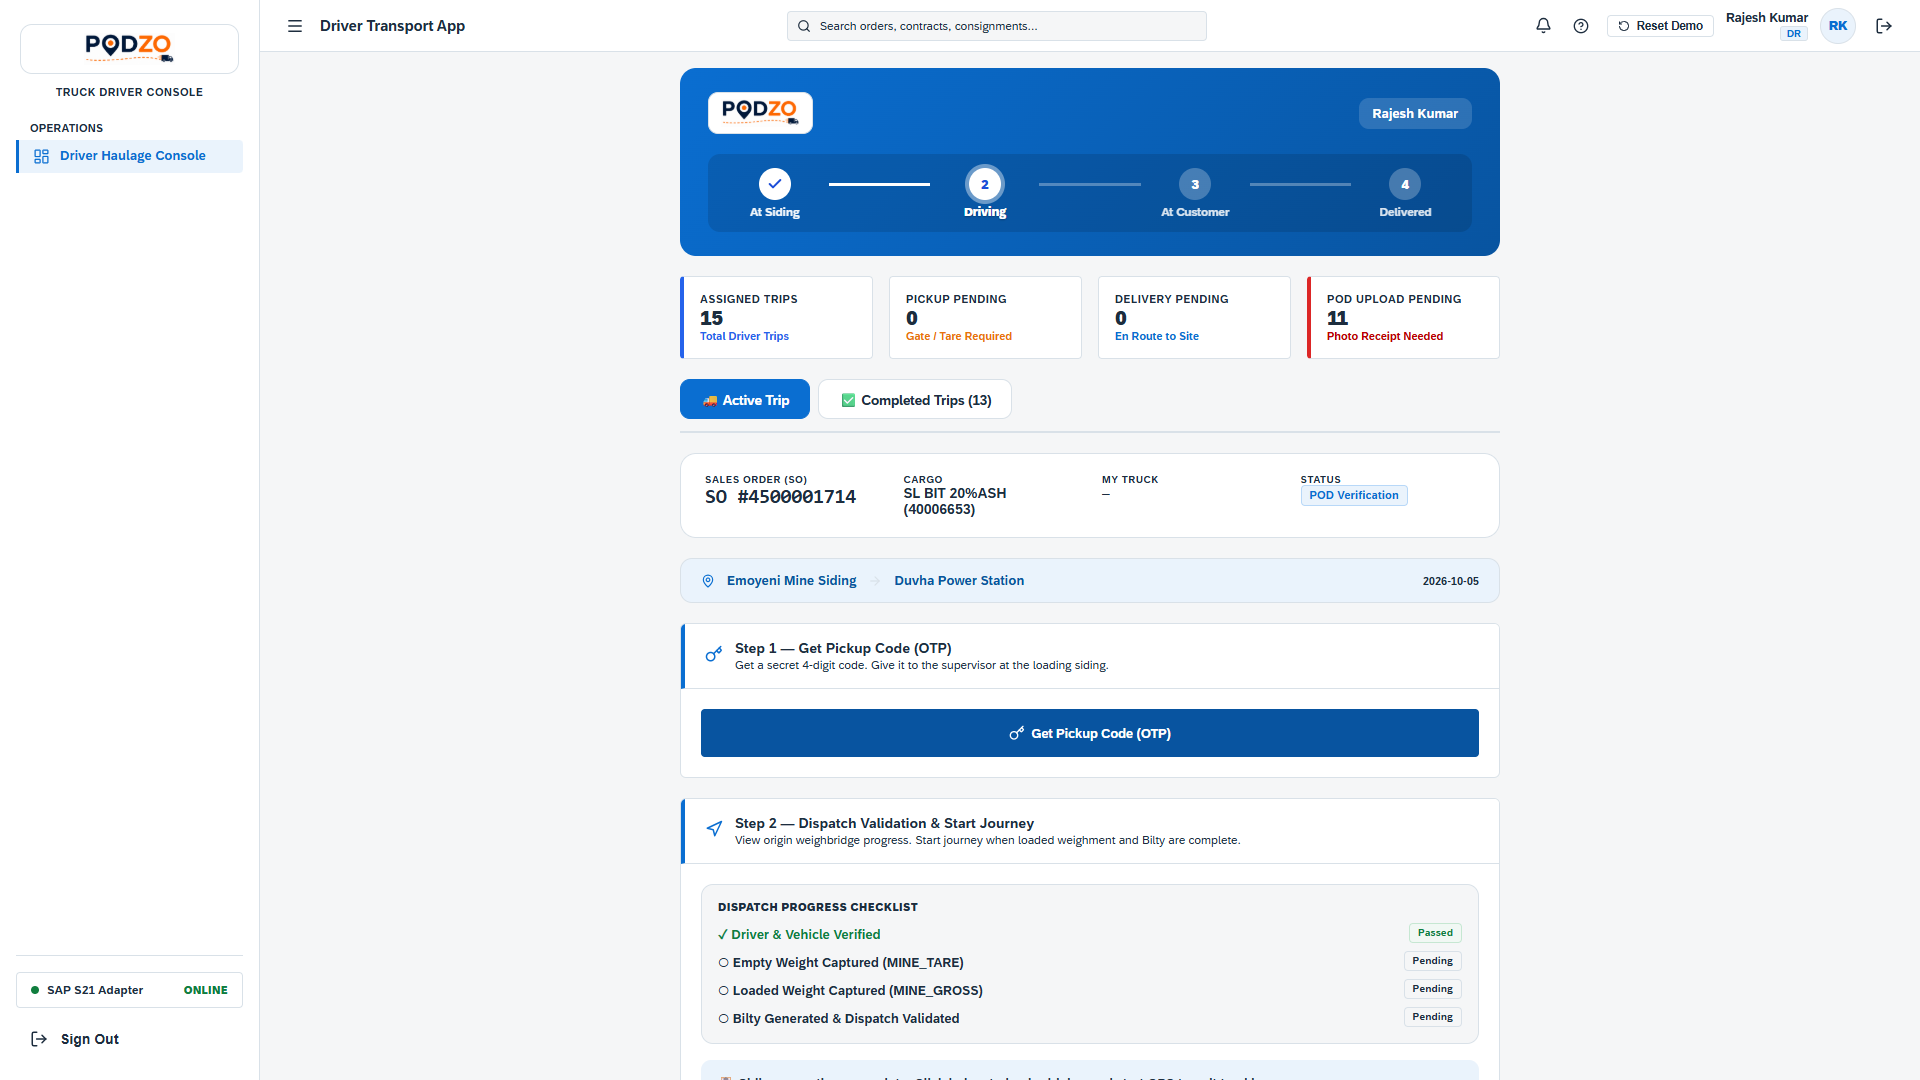 PODZO
TRUCK DRIVER CONSOLE
OPERATIONS
Driver Haulage Console
SAP S21 Adapter
ONLINE
Sign Out
Driver Transport App
Search orders, contracts, consignments...
Reset Demo
Rajesh Kumar
DR
RK
PODZO
Rajesh Kumar
2
3
4
At Siding
Driving
At Customer
Delivered
ASSIGNED TRIPS
15
Total Driver Trips
PICKUP PENDING
0
Gate / Tare Required
DELIVERY PENDING
0
En Route to Site
POD UPLOAD PENDING
11
Photo Receipt Needed
Active Trip
Completed Trips (13)
SALES ORDER (SO)
SO #4500001714
CARGO
SL BIT 20%ASH
(40006653)
MY TRUCK
—
STATUS
POD Verification
Emoyeni Mine Siding → Duvha Power Station
2026-10-05
Step 1 — Get Pickup Code (OTP)
Get a secret 4-digit code. Give it to the supervisor at the loading siding.
Get Pickup Code (OTP)
Step 2 — Dispatch Validation & Start Journey
View origin weighbridge progress. Start journey when loaded weighment and Bilty are complete.
DISPATCH PROGRESS CHECKLIST
✓ Driver & Vehicle Verified
Passed
○ Empty Weight Captured (MINE_TARE)
Pending
○ Loaded Weight Captured (MINE_GROSS)
Pending
○ Bilty Generated & Dispatch Validated
Pending